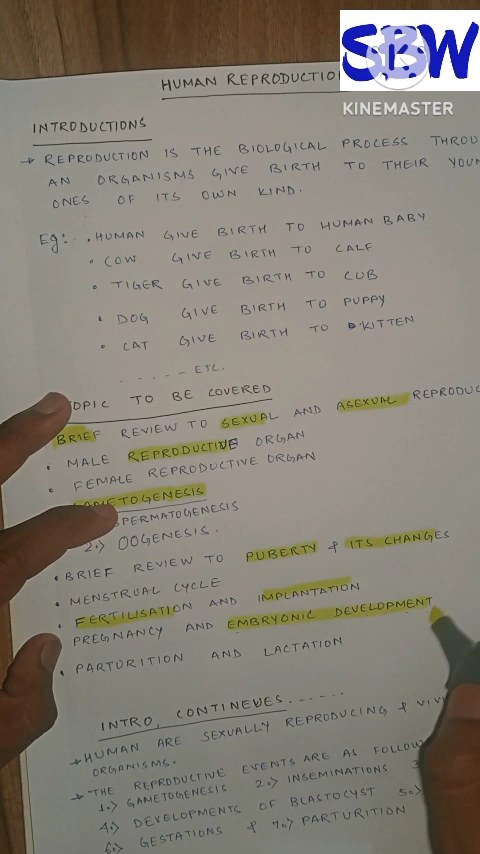 SBW
KINEMASTER
HUMAN REPRODUCTIO
INTRODUCTIONS
→ REPRODUCTION IS THE BIOLOGICAL PROCESS THROU
AN ORGANISMS GIVE BIRTH TO THEIR YOUN
ONES OF ITS OWN KIND.
Eg:- • HUMAN GIVE BIRTH TO HUMAN BABY
• COW GIVE BIRTH TO CALF
• TIGER GIVE BIRTH TO CUB
• DOG GIVE BIRTH TO PUPPY
• CAT GIVE BIRTH TO KITTEN
...... ETC.
TOPIC TO BE COVERED
BRIEF REVIEW TO SEXUAL AND ASEXUAL REPRODUC
• MALE REPRODUCTIVE ORGAN
• FEMALE REPRODUCTIVE ORGAN
GAMETOGENESIS
SPERMATOGENESIS
2.) OOGENESIS.
• BRIEF REVIEW TO PUBERTY & ITS CHANGES
• MENSTRUAL CYCLE
• FERTILISATION AND IMPLANTATION
PREGNANCY AND EMBRYONIC DEVELOPMENT
• PARTURITION AND LACTATION
INTRO, CONTINEUES......
→ HUMAN ARE SEXUALLY REPRODUCING & VIVI
ORGANISMS.
→ THE REPRODUCTIVE EVENTS ARE AS FOLLOW
1.) GAMETOGENESIS 2.) INSEMINATIONS 3
4.) DEVELOPMENTS OF BLASTOCYST 5.)
6.) GESTATIONS & 7.) PARTURITION